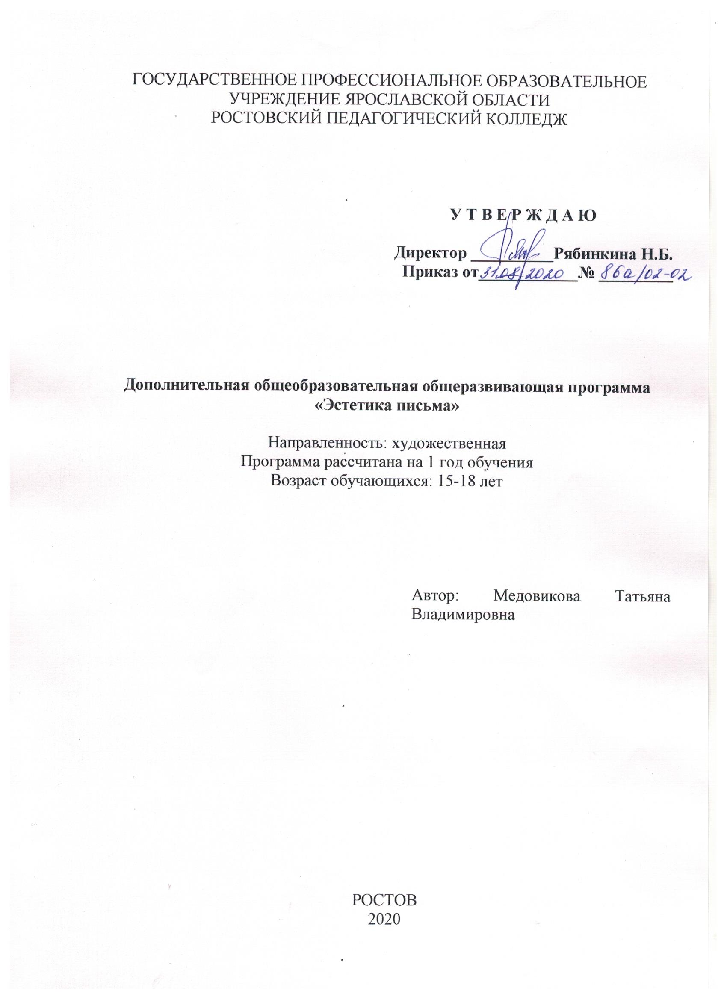 ГОСУДАРСТВЕННОЕ ПРОФЕССИОНАЛЬНОЕ ОБРАЗОВАТЕЛЬНОЕ
УЧРЕЖДЕНИЕ ЯРОСЛАВСКОЙ ОБЛАСТИ
РОСТОВСКИЙ ПЕДАГОГИЧЕСКИЙ КОЛЛЕДЖ
У Т В Е Р Ж Д А Ю
Директор __________Рябинкина Н.Б.
Приказ от 31.08.2020 № 86а/02-02
Дополнительная общеобразовательная общеразвивающая программа
«Эстетика письма»
Направленность: художественная
Программа рассчитана на 1 год обучения
Возраст обучающихся: 15-18 лет
Автор: Медовикова Татьяна
Владимировна
РОСТОВ
2020